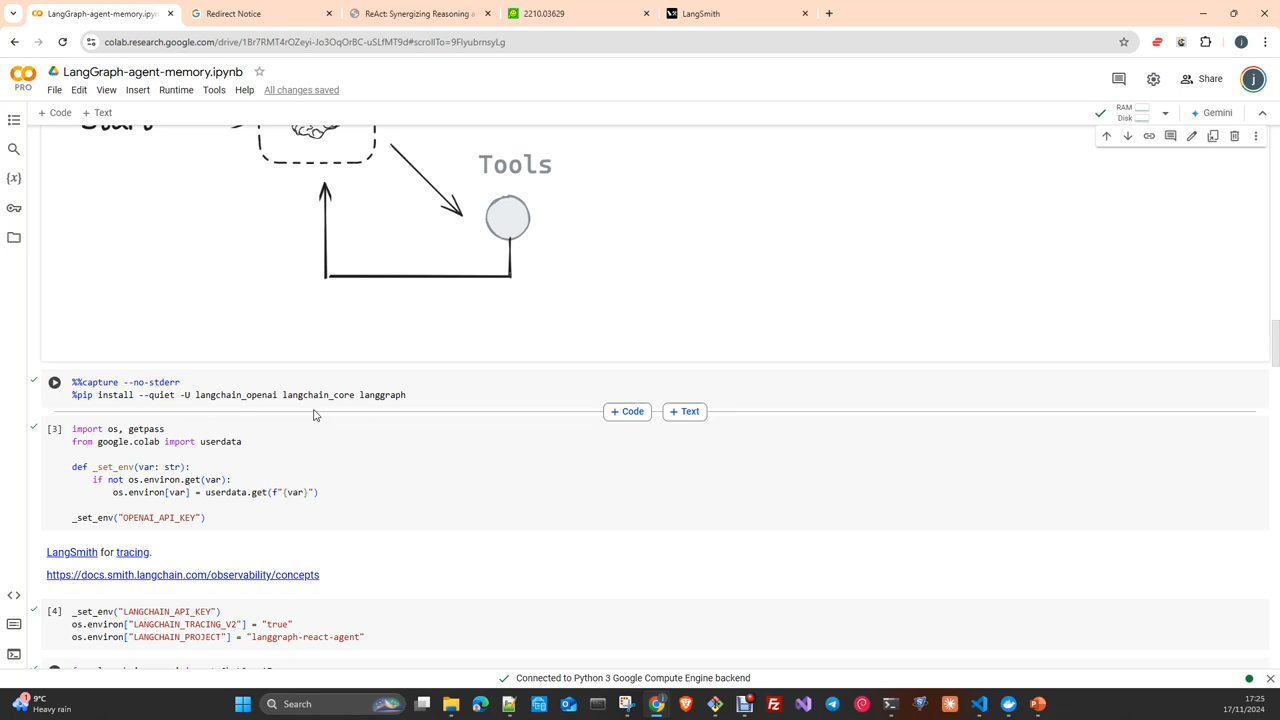 LangGraph-agent-memory.ipynb
Redirect Notice
ReAct: Synergizing Reasoning a
2210.03629
LangSmith
colab.research.google.com/drive/1Br7RMT4rOZeyi-Jo3OqOrBC-uSLfMT9d#scrollTo=9FlyubrnsyLg
CO
PRO
LangGraph-agent-memory.ipynb
File Edit View Insert Runtime Tools Help All changes saved
Share
j
+ Code + Text
RAM
Disk
Gemini
Tools
%%capture --no-stderr
%pip install --quiet -U langchain_openai langchain_core langgraph
+ Code
+ Text
[3]
import os, getpass
from google.colab import userdata
def _set_env(var: str):
if not os.environ.get(var):
os.environ[var] = userdata.get(f"{var}")
_set_env("OPENAI_API_KEY")
LangSmith for tracing.
https://docs.smith.langchain.com/observability/concepts
[4]
_set_env("LANGCHAIN_API_KEY")
os.environ["LANGCHAIN_TRACING_V2"] = "true"
os.environ["LANGCHAIN_PROJECT"] = "langgraph-react-agent"
Connected to Python 3 Google Compute Engine backend
9°C
Heavy rain
Search
17:25
17/11/2024